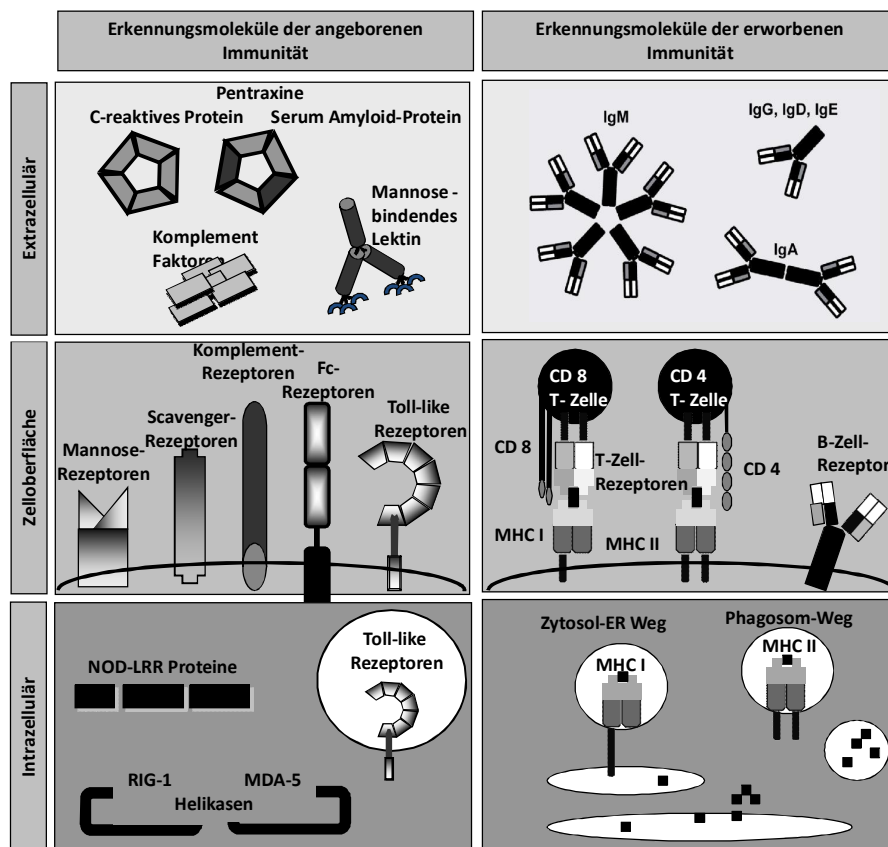 Erkennungsmoleküle der angeborenen
Immunität
Erkennungsmoleküle der erworbenen
Immunität
Extrazellulär
Pentraxine
C-reaktives Protein
Serum Amyloid-Protein
Mannose -
bindendes
Lektin
Komplement
Faktoren
IgM
IgG, IgD, IgE
IgA
Zelloberfläche
Komplement-
Rezeptoren
Fc-
Rezeptoren
Scavenger-
Rezeptoren
Toll-like
Rezeptoren
Mannose-
Rezeptoren
CD 8
T- Zelle
CD 4
T- Zelle
CD 8
T-Zell-
Rezeptoren
CD 4
B-Zell-
Rezeptor
MHC I
MHC II
Intrazellulär
Toll-like
Rezeptoren
NOD-LRR Proteine
RIG-1
MDA-5
Helikasen
Zytosol-ER Weg
Phagosom-Weg
MHC I
MHC II